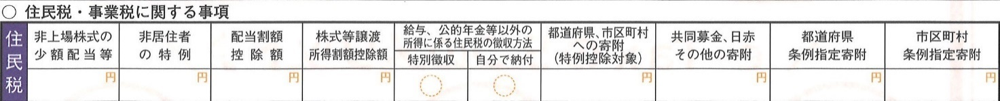 ○ 住民税・事業税に関する事項
住民税
非上場株式の
少額配当等
非居住者
の特例
配当割額
控除額
株式等譲渡
所得割額控除額
給与、公的年金等以外の
所得に係る住民税の徴収方法
特別徴収
自分で納付
都道府県、市区町村
への寄附
(特例控除対象)
共同募金、日赤
その他の寄附
都道府県
条例指定寄附
市区町村
条例指定寄附
円
円
円
円
円
円
円
円